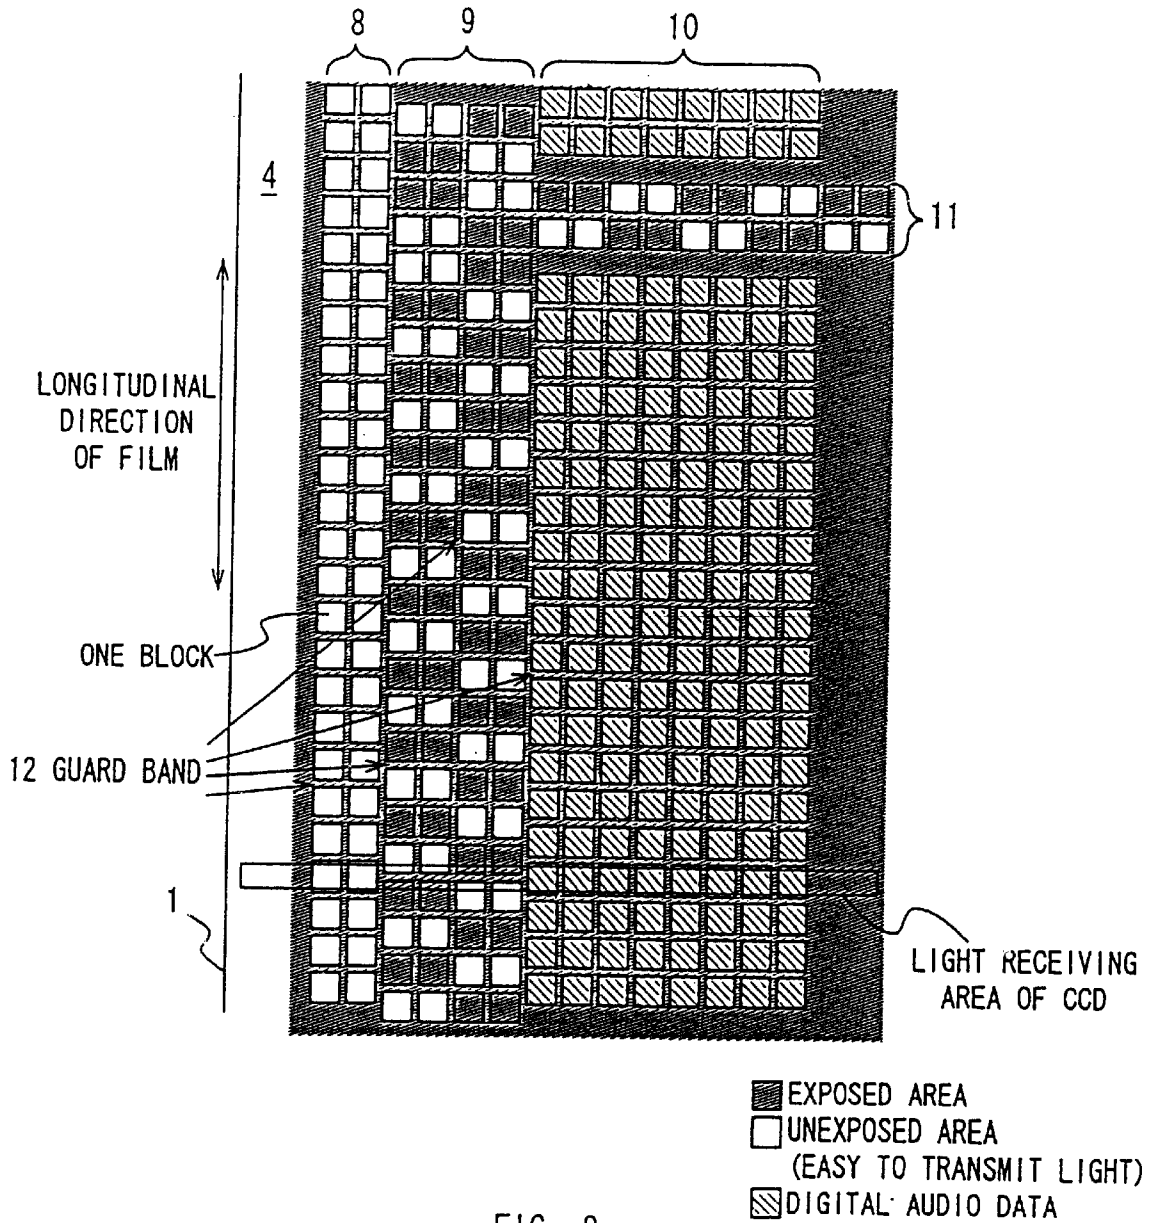 8
9
10
4
11
LONGITUDINAL
DIRECTION
OF FILM
ONE BLOCK
12 GUARD BAND
1
LIGHT RECEIVING
AREA OF CCD
EXPOSED AREA
UNEXPOSED AREA
(EASY TO TRANSMIT LIGHT)
DIGITAL AUDIO DATA